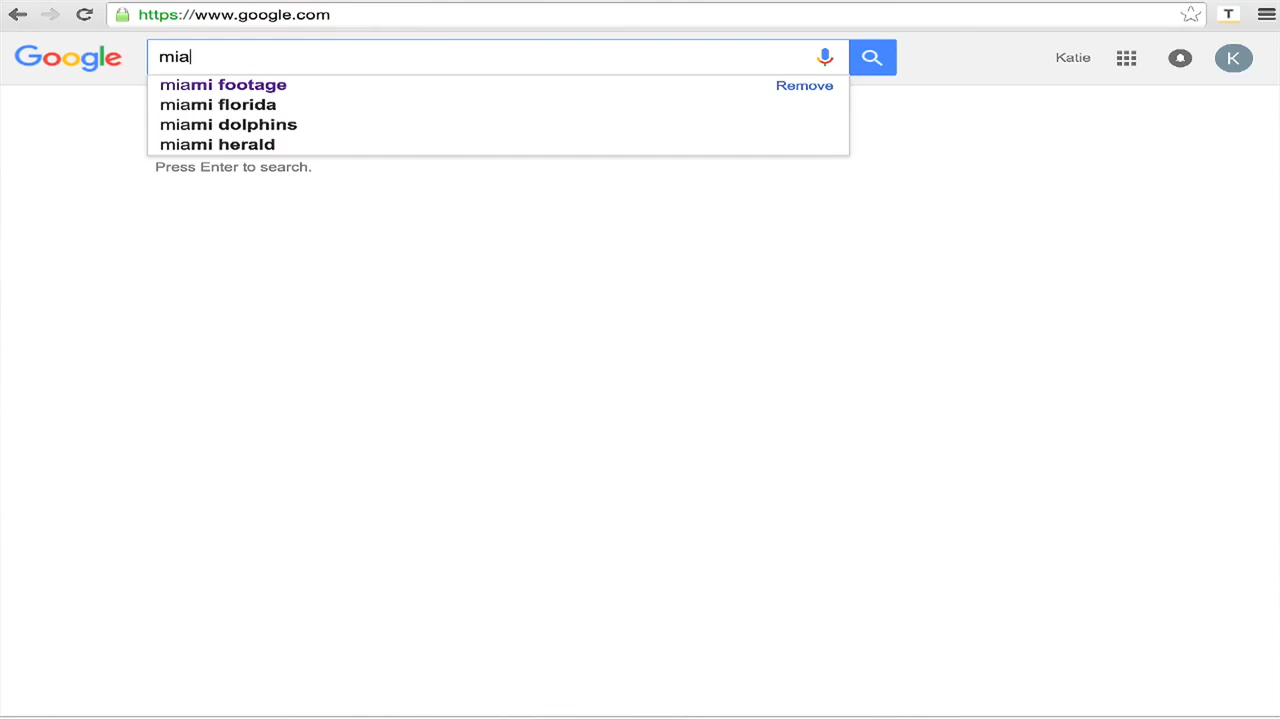 https://www.google.com T
Google mia Katie K
miami footage Remove
miami florida
miami dolphins
miami herald
Press Enter to search.